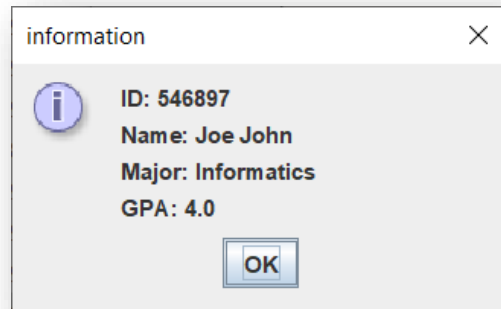 information
ID: 546897
Name: Joe John
Major: Informatics
GPA: 4.0
OK